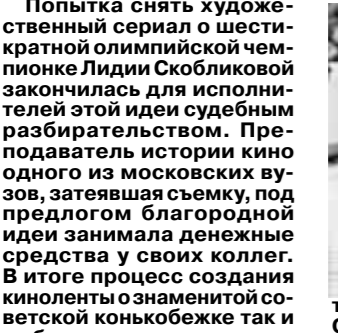 Попытка снять художе-
ственный сериал о шести-
кратной олимпийской чем-
пионке Лидии Скобликовой
закончилась для исполни-
телей этой идеи судебным
разбирательством. Пре-
подаватель истории кино
одного из московских ву-
зов, затеявшая съемку, под
предлогом благородной
идеи занимала денежные
средства у своих коллег.
В итоге процесс создания
киноленты о знаменитой со-
ветской конькобежке так и